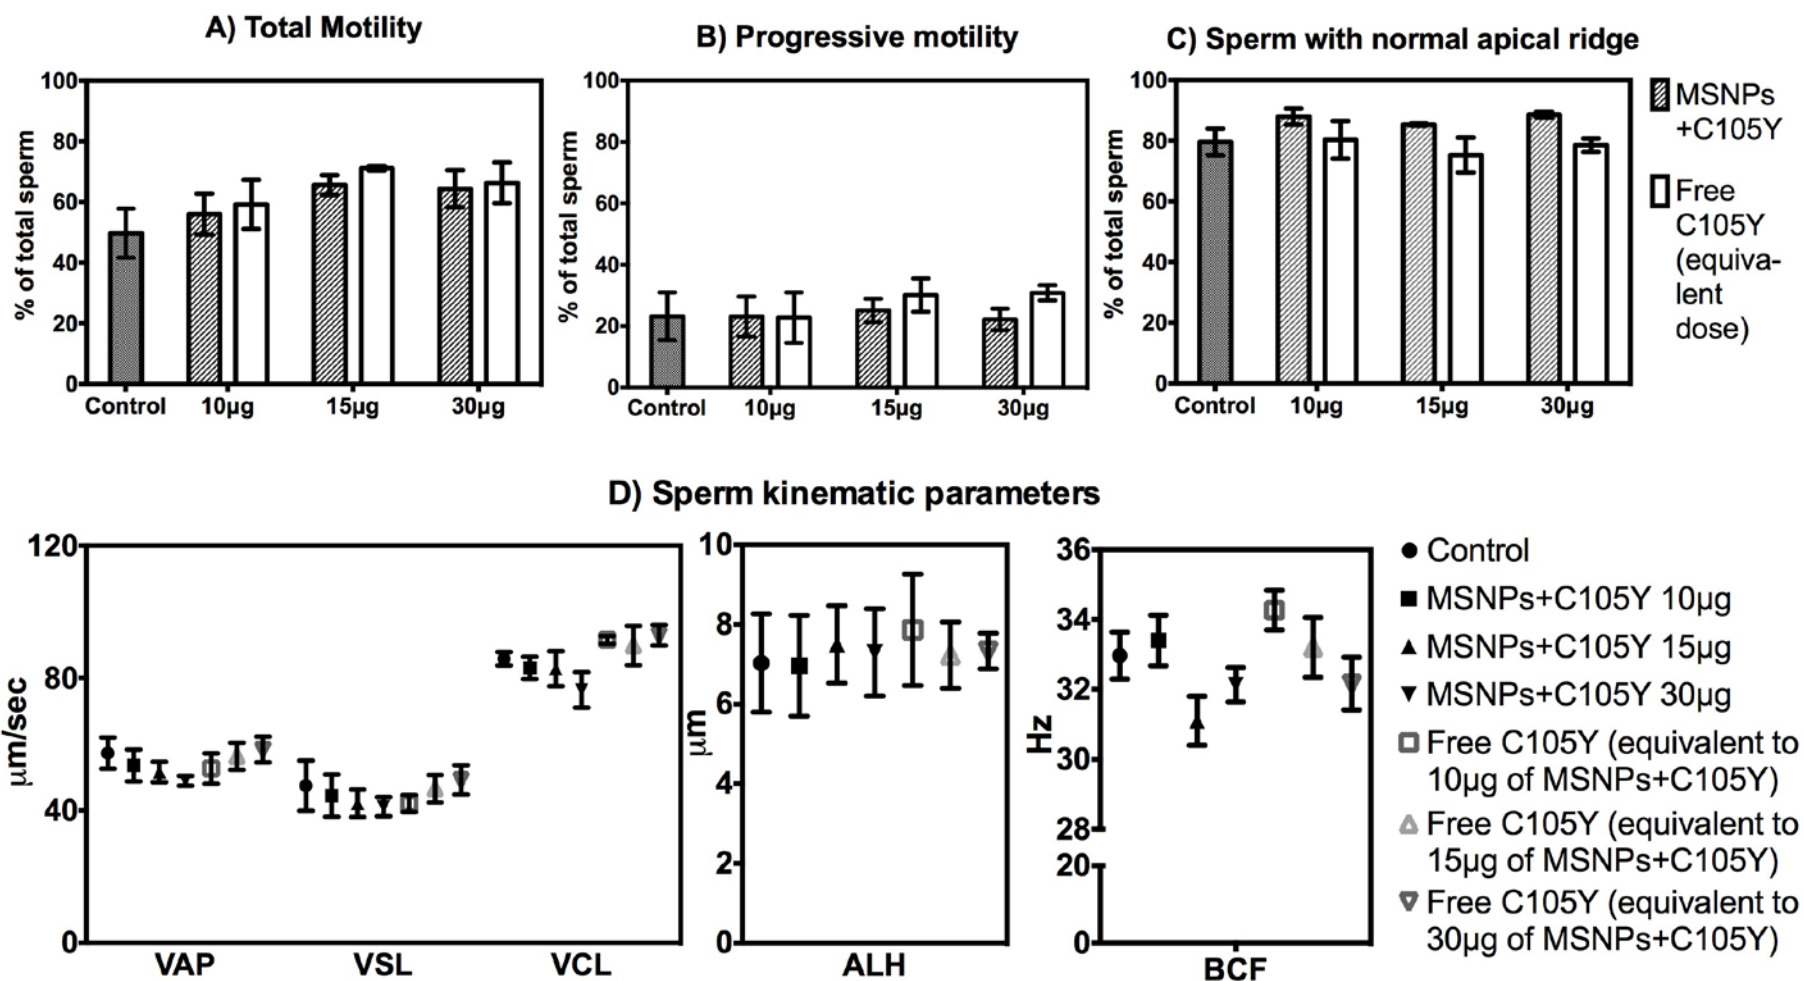 A) Total Motility
% of total sperm
100
80
60
40
20
0
Control 10µg 15µg 30µg
B) Progressive motility
% of total sperm
100
80
60
40
20
0
Control 10µg 15µg 30µg
C) Sperm with normal apical ridge
% of total sperm
100
80
60
40
20
0
Control 10µg 15µg 30µg
MSNPs
+C105Y
Free
C105Y
(equiva-
lent
dose)
D) Sperm kinematic parameters
µm/sec
120
80
40
0
VAP VSL VCL
µm
10
8
6
4
2
0
ALH
Hz
36
34
32
30
28
20
0
BCF
Control
MSNPs+C105Y 10µg
MSNPs+C105Y 15µg
MSNPs+C105Y 30µg
Free C105Y (equivalent to
10µg of MSNPs+C105Y)
Free C105Y (equivalent to
15µg of MSNPs+C105Y)
Free C105Y (equivalent to
30µg of MSNPs+C105Y)